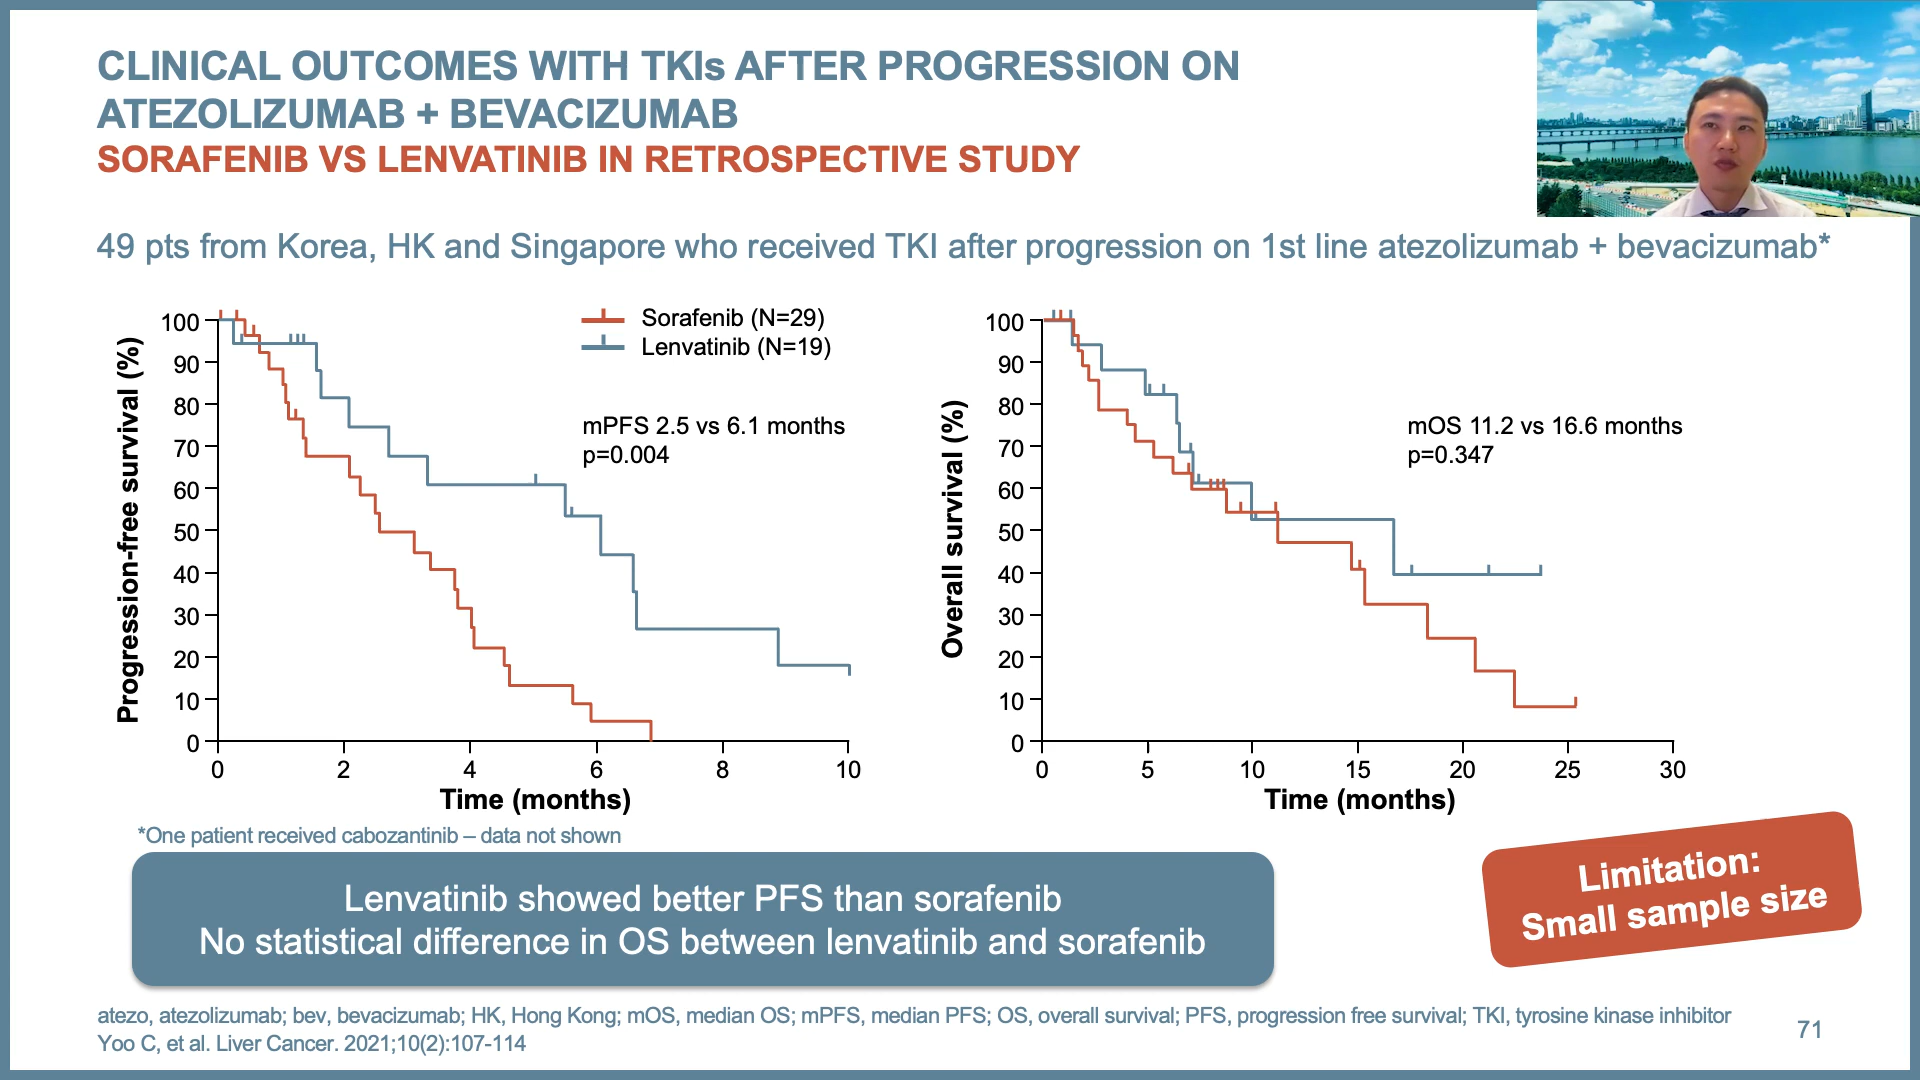 CLINICAL OUTCOMES WITH TKIs AFTER PROGRESSION ON
ATEZOLIZUMAB + BEVACIZUMAB
SORAFENIB VS LENVATINIB IN RETROSPECTIVE STUDY
49 pts from Korea, HK and Singapore who received TKI after progression on 1st line atezolizumab + bevacizumab*
Progression-free survival (%)
100
90
80
70
60
50
40
30
20
10
0
Sorafenib (N=29)
Lenvatinib (N=19)
mPFS 2.5 vs 6.1 months
p=0.004
0 2 4 6 8 10
Time (months)
Overall survival (%)
100
90
80
70
60
50
40
30
20
10
0
mOS 11.2 vs 16.6 months
p=0.347
0 5 10 15 20 25 30
Time (months)
*One patient received cabozantinib – data not shown
Lenvatinib showed better PFS than sorafenib
No statistical difference in OS between lenvatinib and sorafenib
Limitation:
Small sample size
atezo, atezolizumab; bev, bevacizumab; HK, Hong Kong; mOS, median OS; mPFS, median PFS; OS, overall survival; PFS, progression free survival; TKI, tyrosine kinase inhibitor
Yoo C, et al. Liver Cancer. 2021;10(2):107-114
71